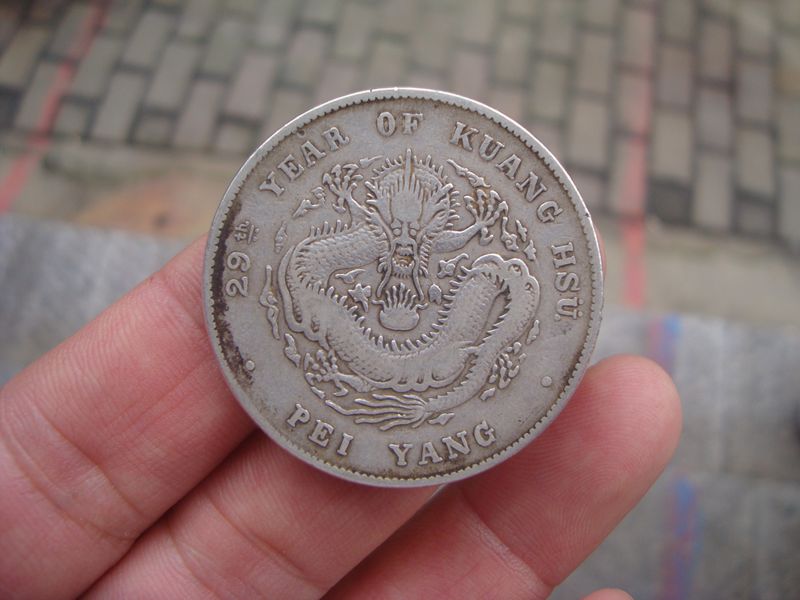 29th YEAR OF KUANG HSÜ
PEI YANG